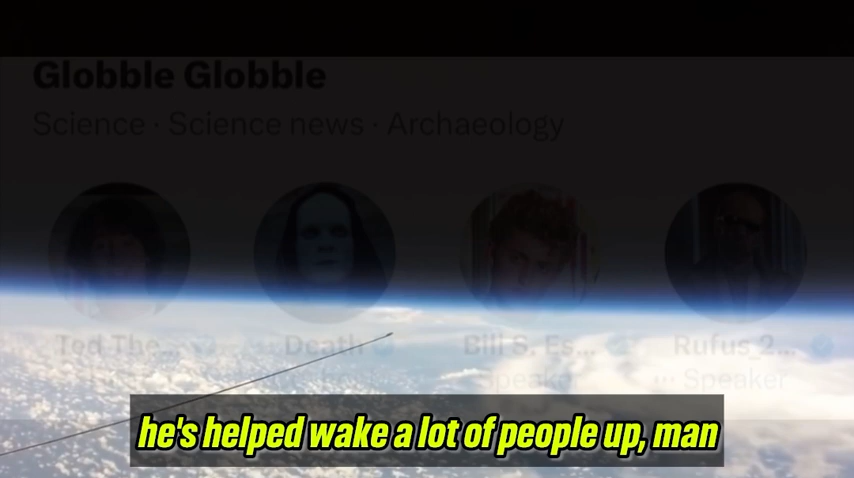 Globble Globble
Science · Science news · Archaeology
Ted The... Death Bill S. Es... Rufus_2...
Speaker Speaker
he's helped wake a lot of people up, man